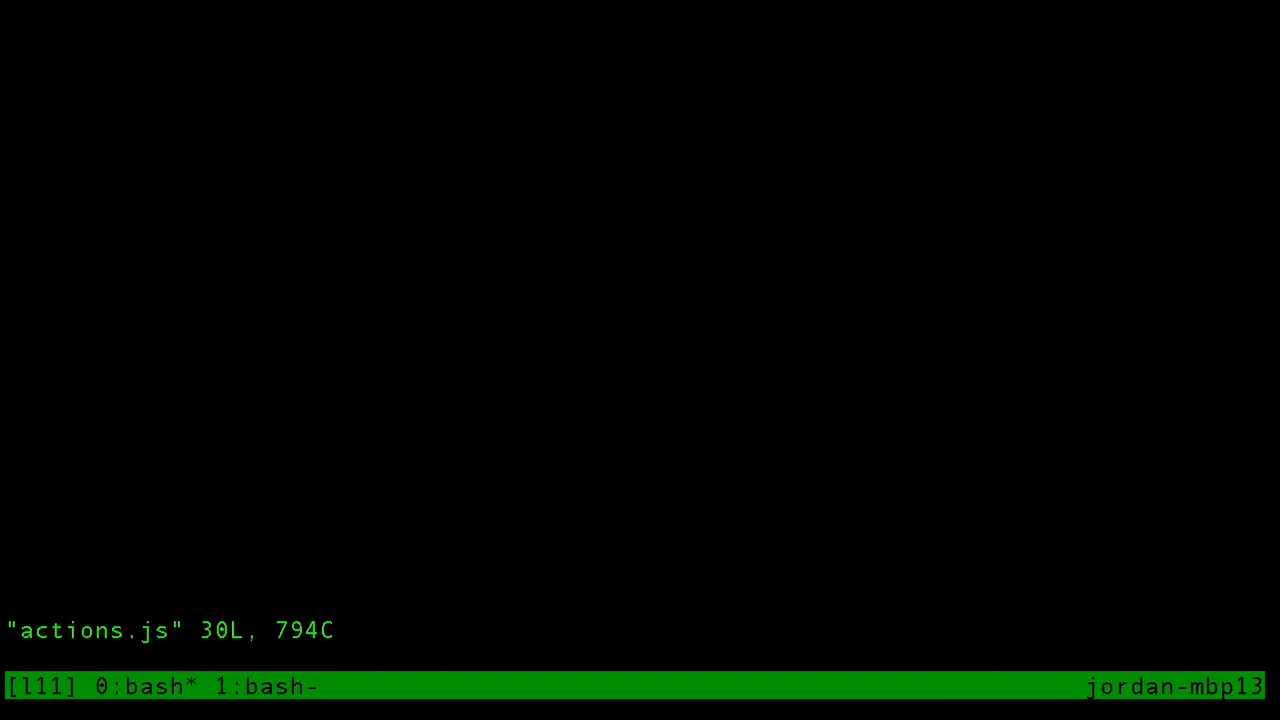 "actions.js" 30L, 794C
[l11] 0:bash* 1:bash- jordan-mbp13